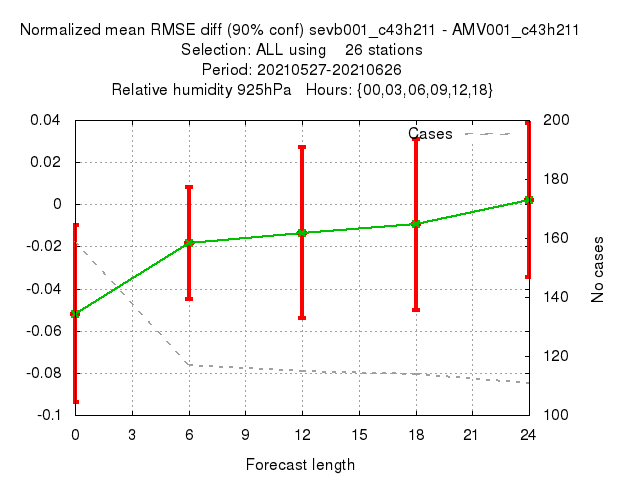 Normalized mean RMSE diff (90% conf) sevb001_c43h211 - AMV001_c43h211
Selection: ALL using    26 stations
Period: 20210527-20210626
Relative humidity 925hPa   Hours: {00,03,06,09,12,18}
Cases
0.04
0.02
0
-0.02
-0.04
-0.06
-0.08
-0.1
200
180
160
140
120
100
No cases
0 3 6 9 12 15 18 21 24
Forecast length